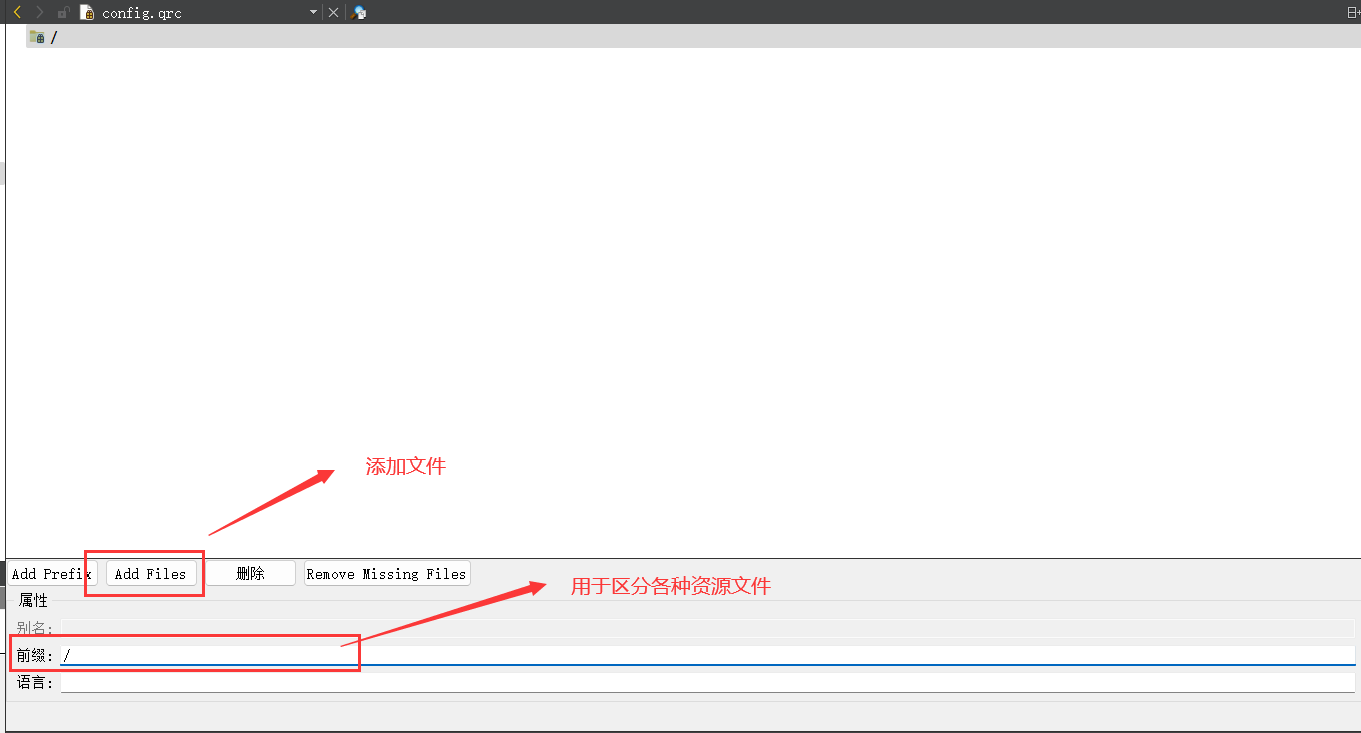 config.qrc
/
添加文件
Add Prefix
Add Files
删除
Remove Missing Files
用于区分各种资源文件
属性
别名:
前缀: /
语言: